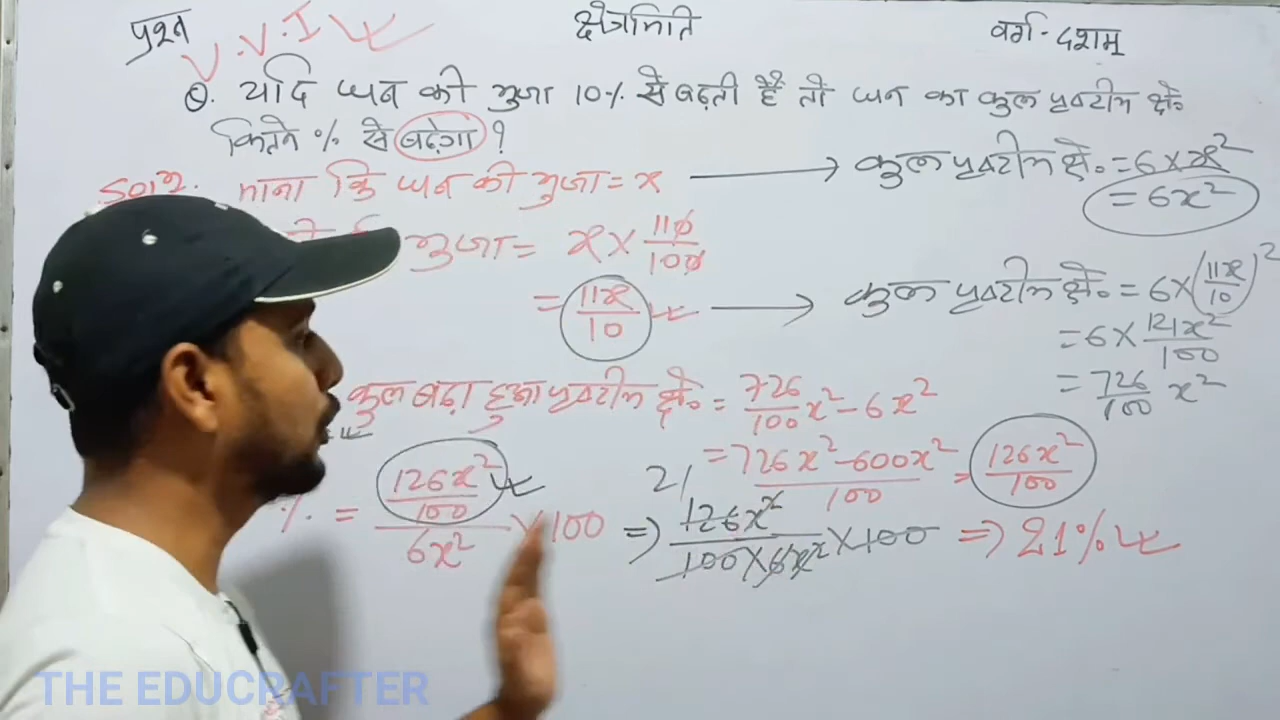 प्रश्न
क्षेत्रमिति
वर्ग - दशम्
V.V.I
Q. यदि घन की भुजा 10% से बढ़ती है तो घन का कुल पृष्टीय क्षे०
कितने % से बढ़ेगा ?
Solⁿ. माना कि घन की भुजा = x → कुल पृष्टीय क्षे० = 6 × x²
= 6x²
भुजा = x × 110/100
= 11x/10 → कुल पृष्टीय क्षे० = 6 × (11x/10)²
= 6 × 121x²/100
= 726/100 x²
कुल बढ़ा हुआ पृष्टीय क्षे० = 726/100 x² - 6x²
= 726x² - 600x²/100 = 126x²/100
% = 126x²/100/6x² × 100 ⇒ 126x²/100 × 6x² × 100 ⇒ 21%
21
THE EDUCRAFTER